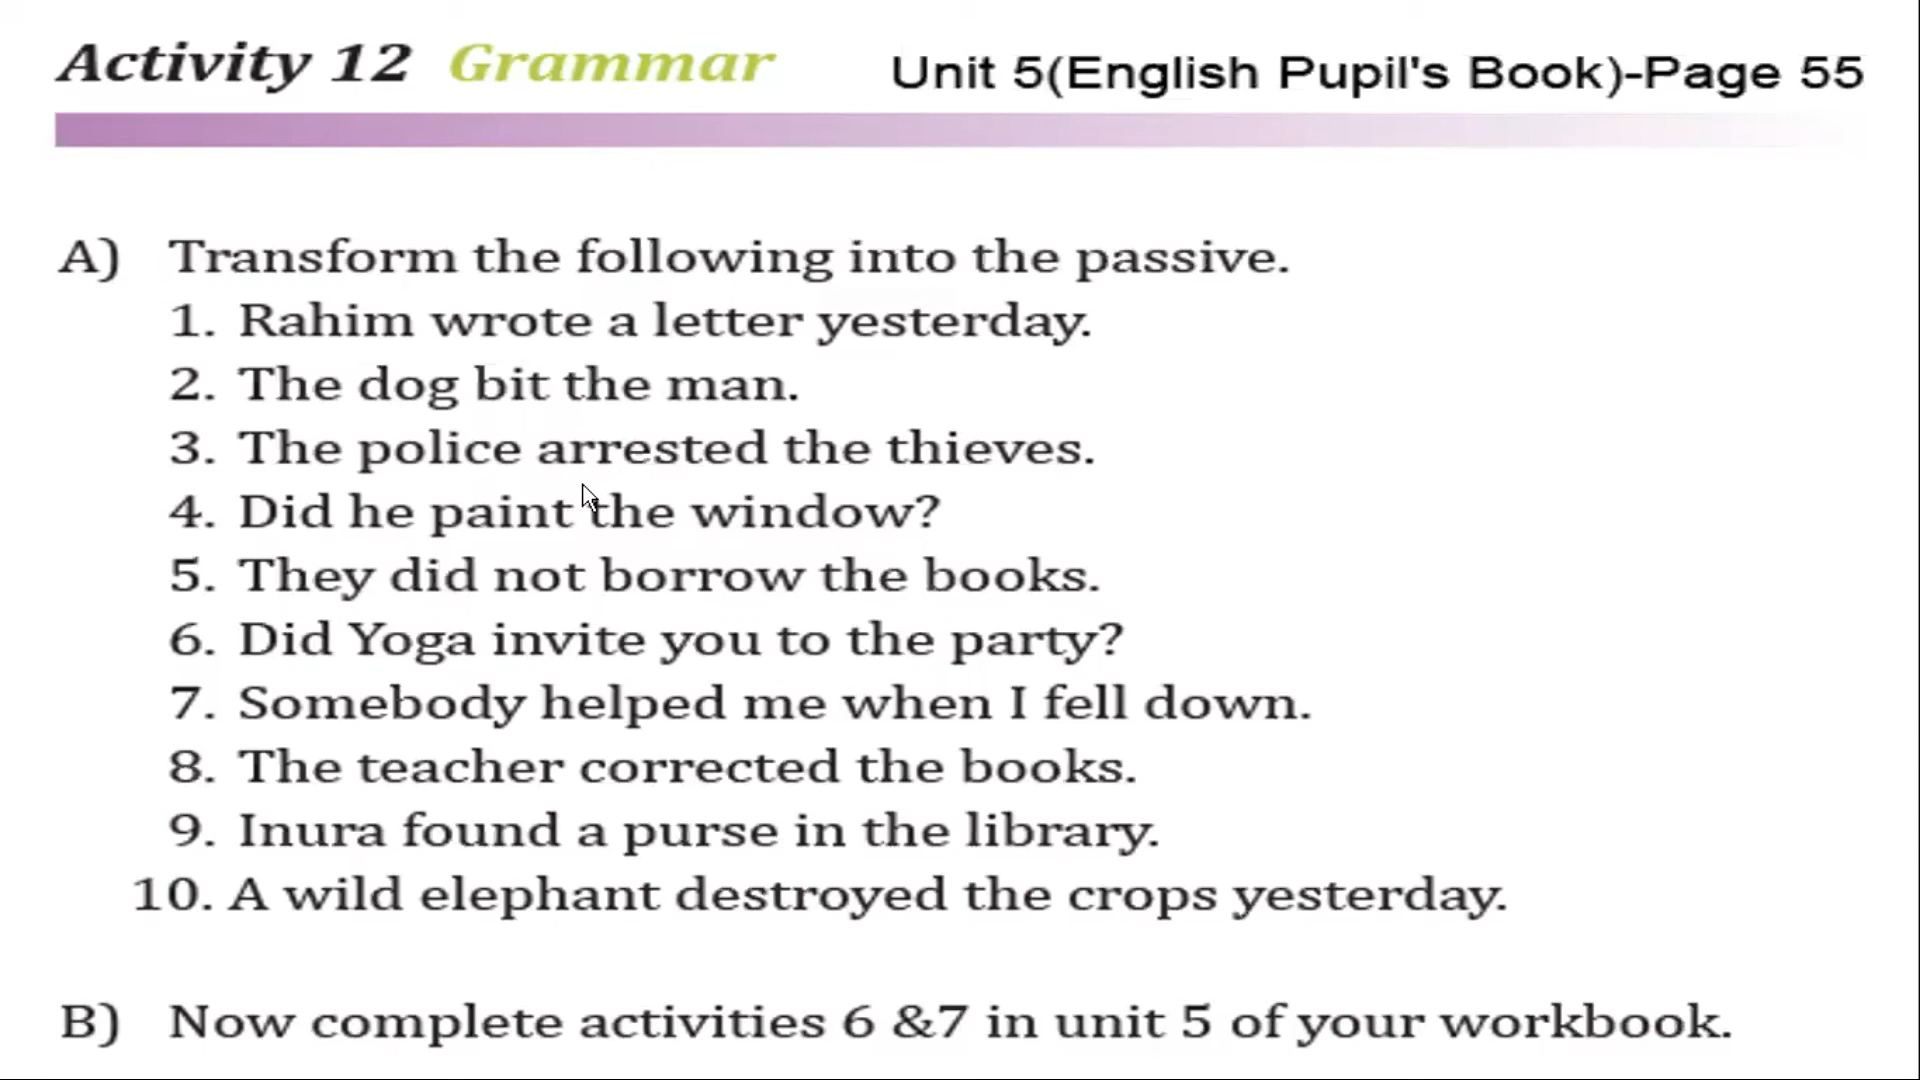 Activity 12 Grammar Unit 5(English Pupil's Book)-Page 55
A) Transform the following into the passive.
1. Rahim wrote a letter yesterday.
2. The dog bit the man.
3. The police arrested the thieves.
4. Did he paint the window?
5. They did not borrow the books.
6. Did Yoga invite you to the party?
7. Somebody helped me when I fell down.
8. The teacher corrected the books.
9. Inura found a purse in the library.
10. A wild elephant destroyed the crops yesterday.
B) Now complete activities 6 &7 in unit 5 of your workbook.